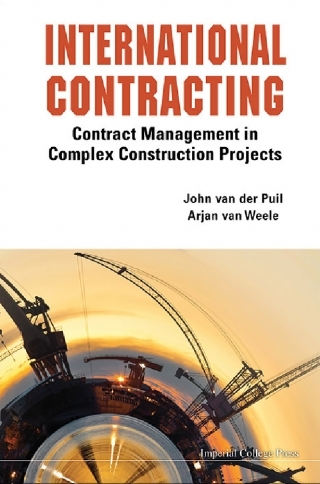 INTERNATIONAL
CONTRACTING
Contract Management in
Complex Construction Projects
John van der Puil
Arjan van Weele
Imperial College Press